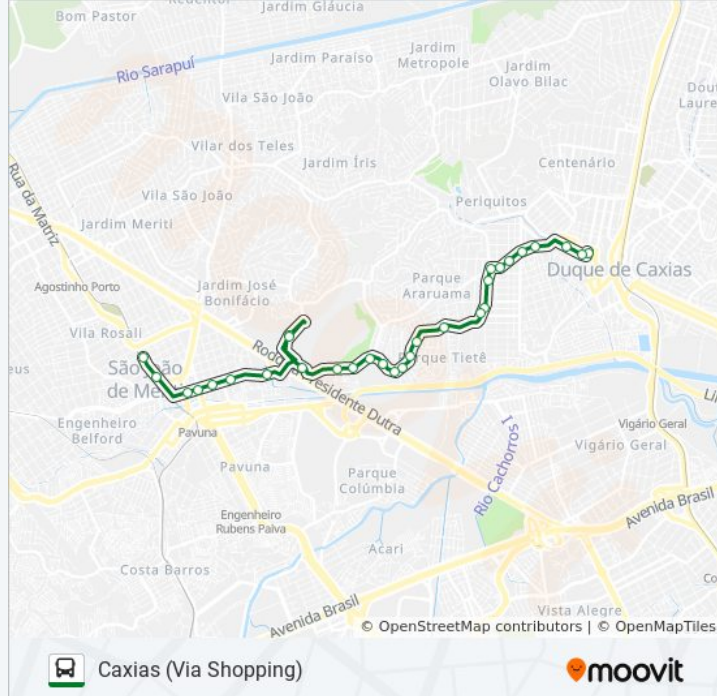 Bom Pastor
Jardim Gláucia
Rio Sarapuí
Jardim Paraíso
Jardim
Metropole
Jardim
Olavo Bilac
Vila São João
Vilar dos Teles
Jardim Íris
Centenário
Rua da Matriz
Vila São João
Periquitos
Jardim Meriti
Agostinho Porto
Jardim José
Bonifácio
Parque
Araruama
Duque de Caxias
Vila Rosali
São João
de Me
Parque Tietê
Engenheiro
Belford
Pavuna
Vigário Geral
Vigário Geral
Pavuna
Parque
Colúmbia
Rio Cachorros
Engenheiro
Rubens Paiva
Avenida Brasil
Acari
Costa Barros
Vista Alegre
Avenida Brasil
© OpenStreetMap contributors | © OpenMapTiles
Caxias (Via Shopping)
moovit